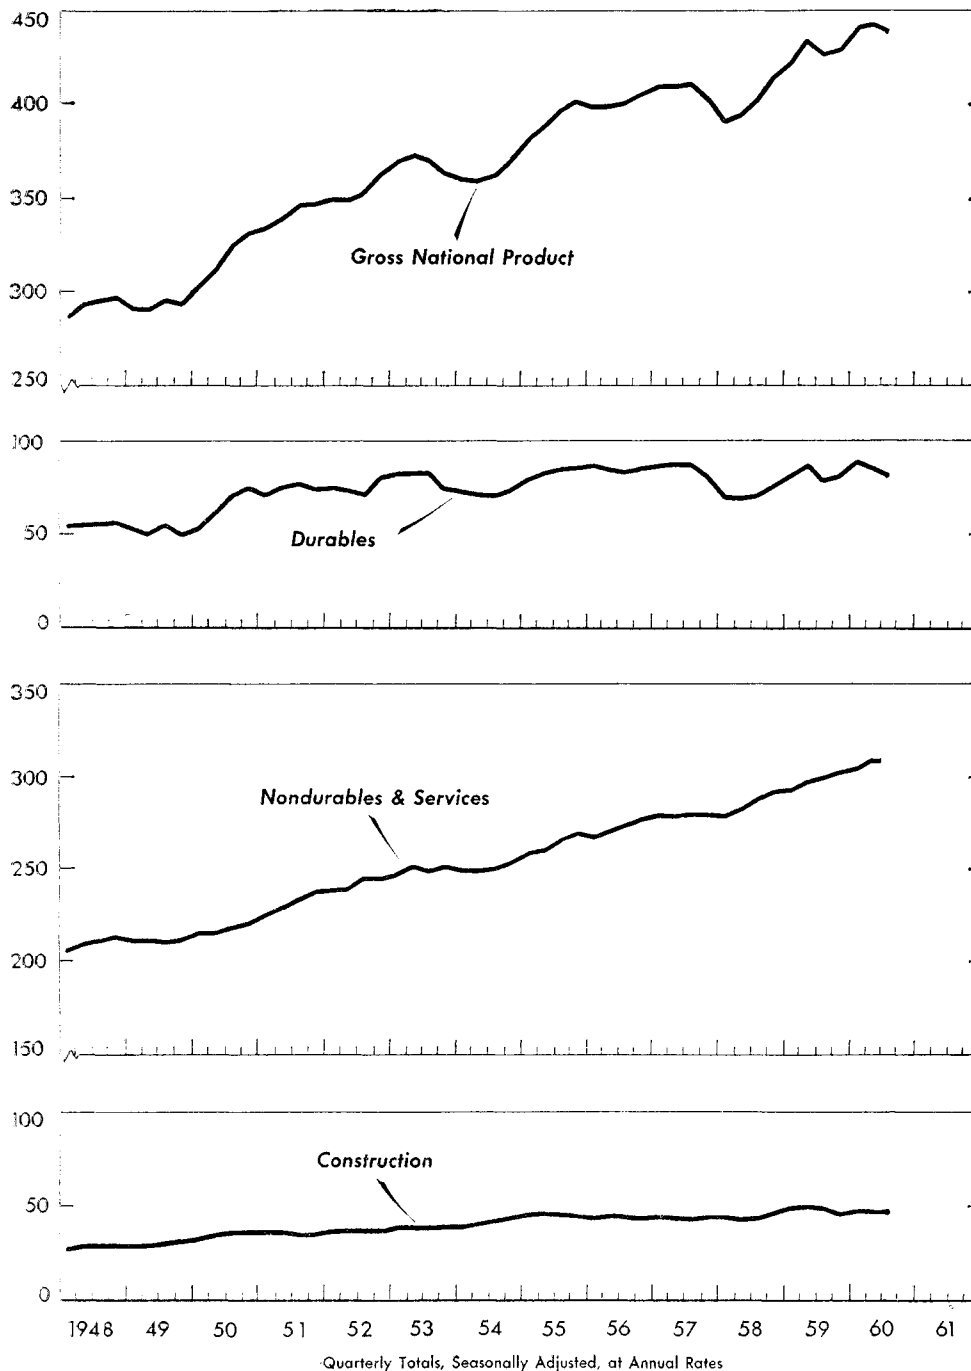 450
400
350
Gross National Product
300
250
100
Durables
50
0
350
300
Nondurables & Services
250
200
150
100
Construction
50
0
1948 49 50 51 52 53 54 55 56 57 58 59 60 61
Quarterly Totals, Seasonally Adjusted, at Annual Rates